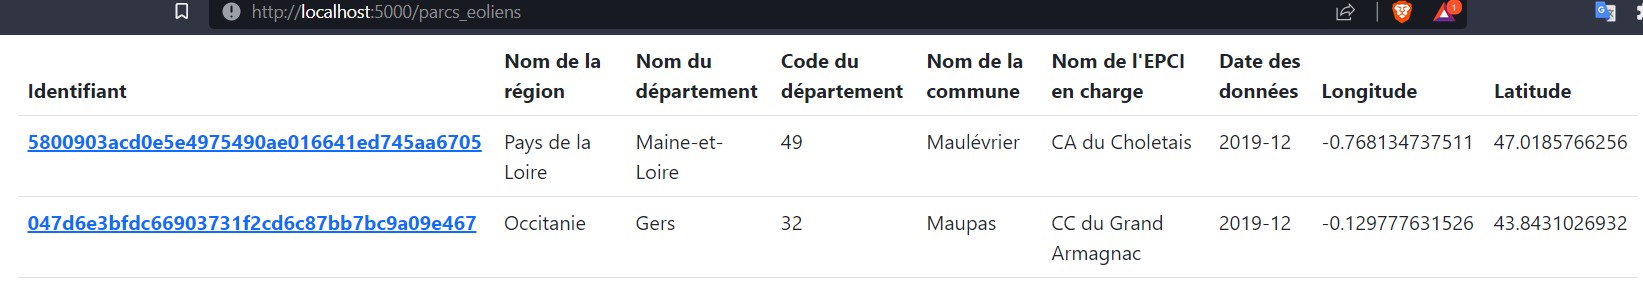 http://localhost:5000/parcs_eoliens
1
Identifiant Nom de la région Nom du département Code du département Nom de la commune Nom de l'EPCI en charge Date des données Longitude Latitude
5800903acd0e5e4975490ae016641ed745aa6705 Pays de la Loire Maine-et-Loire 49 Maulévrier CA du Choletais 2019-12 -0.768134737511 47.0185766256
047d6e3bfdc66903731f2cd6c87bb7bc9a09e467 Occitanie Gers 32 Maupas CC du Grand Armagnac 2019-12 -0.129777631526 43.8431026932